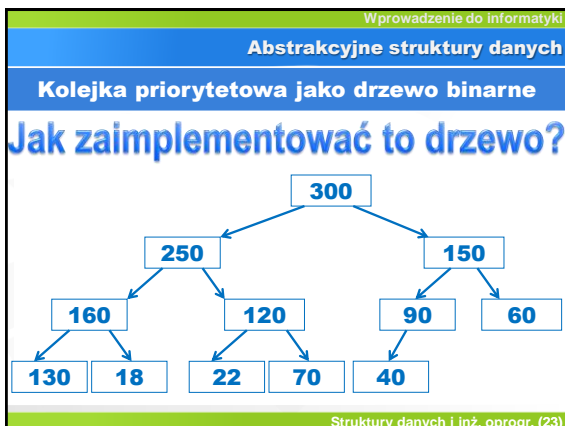 Wprowadzenie do informatyki
Abstrakcyjne struktury danych
Kolejka priorytetowa jako drzewo binarne
Jak zaimplementować to drzewo?
300
250 150
160 120 90 60
130 18 22 70 40
Struktury danych i inż. oprogr. (23)